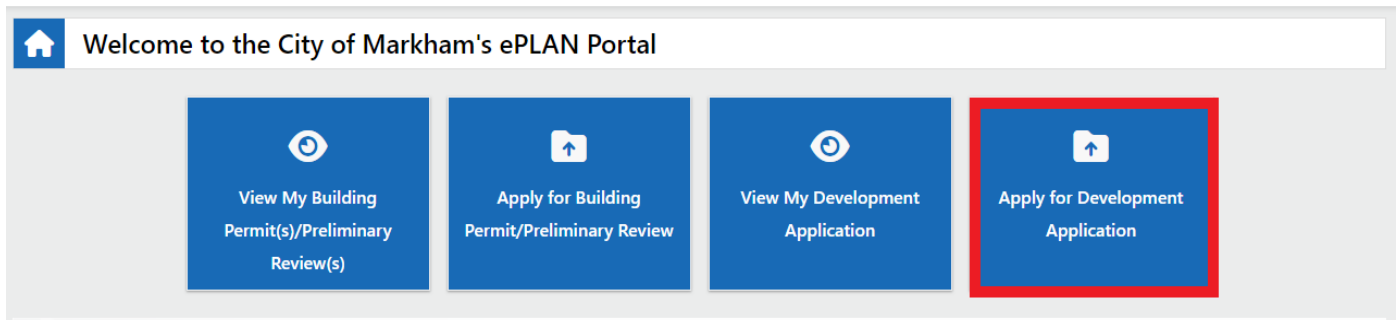 Welcome to the City of Markham's ePLAN Portal
View My Building
Permit(s)/Preliminary
Review(s)
Apply for Building
Permit/Preliminary Review
View My Development
Application
Apply for Development
Application